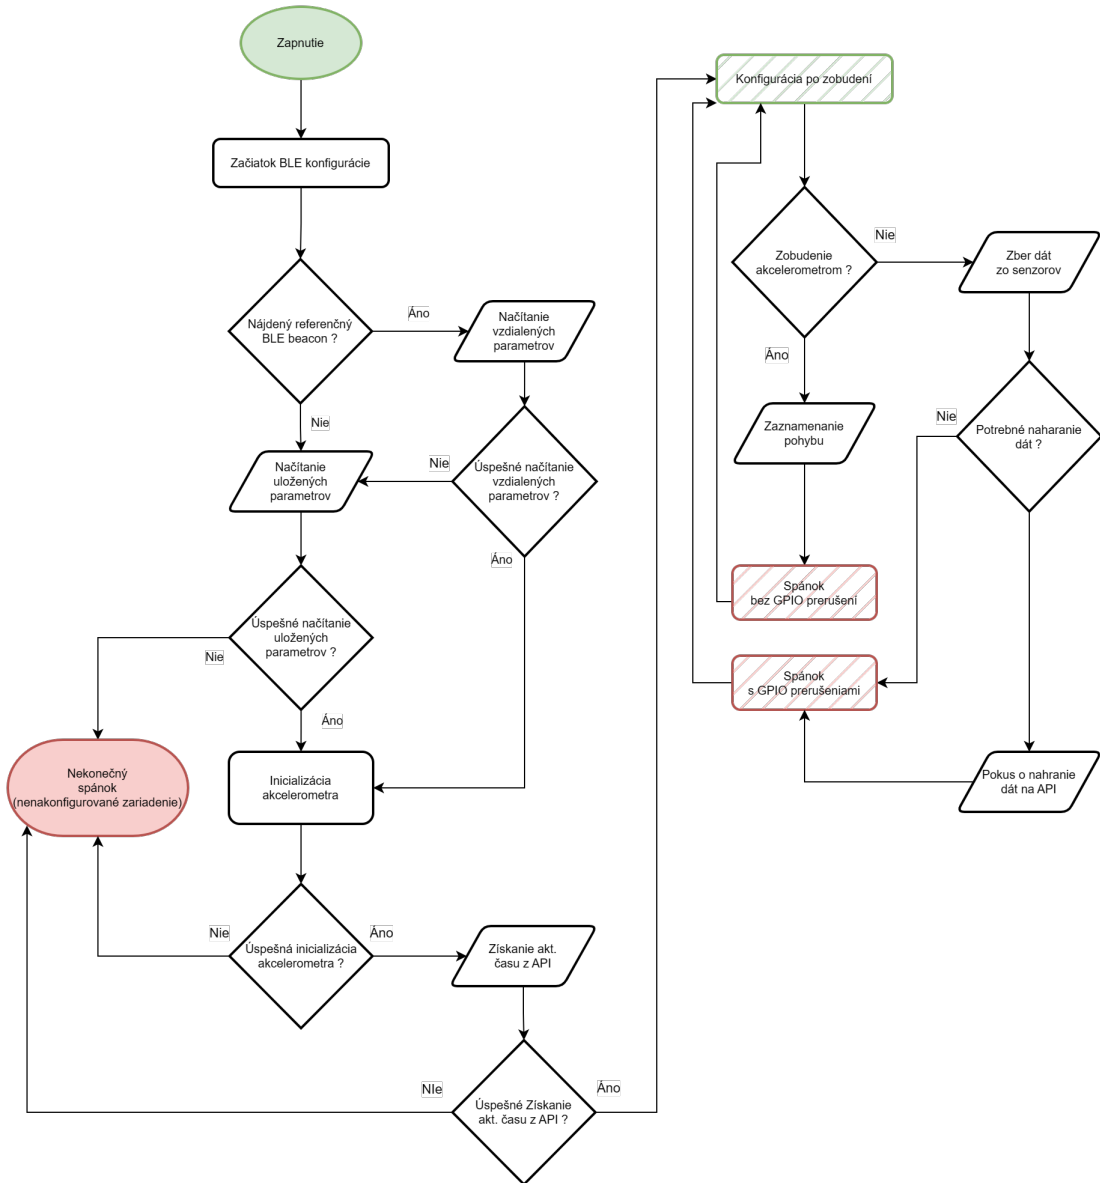 Zapnutie
Začiatok BLE konfigurácie
Nájdený referenčný
BLE beacon ?
Áno
Načítanie
vzdialených
parametrov
Nie
Načítanie
uložených
parametrov
Nie
Úspešné načítanie
vzdialených
parametrov ?
Áno
Úspešné načítanie
uložených
parametrov ?
Nie
Áno
Nekonečný
spánok
(nenakonfigurované zariadenie)
Inicializácia
akcelerometra
Nie
Úspešná inicializácia
akcelerometra ?
Áno
Získanie akt.
času z API
NIe
Úspešné Získanie
akt. času z API ?
Áno
Konfigurácia po zobudení
Zobudenie
akcelerometrom ?
Nie
Zber dát
zo senzorov
Áno
Zaznamenanie
pohybu
Nie
Potrebné naharanie
dát ?
Spánok
bez GPIO prerušení
Spánok
s GPIO prerušeniami
Pokus o nahranie
dát na API